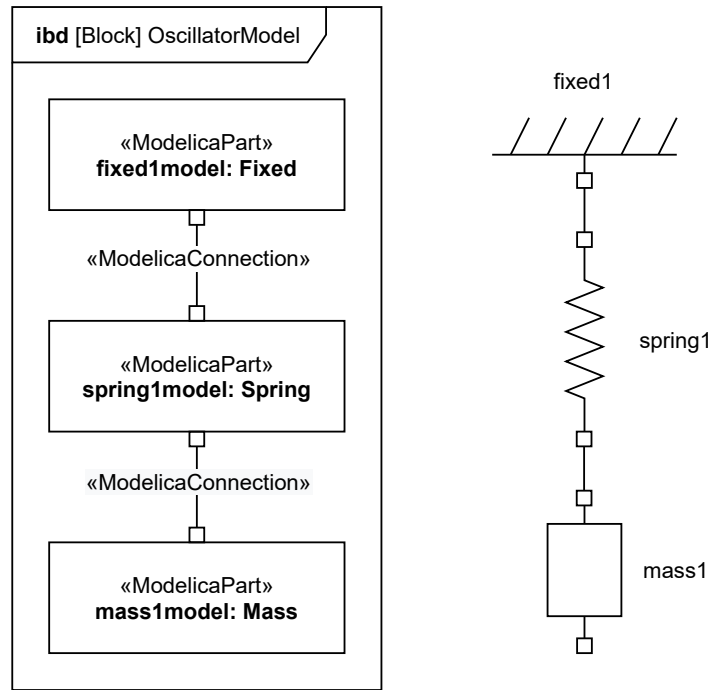 ibd [Block] OscillatorModel
«ModelicaPart»
fixed1model: Fixed
«ModelicaConnection»
«ModelicaPart»
spring1model: Spring
«ModelicaConnection»
«ModelicaPart»
mass1model: Mass
fixed1
spring1
mass1